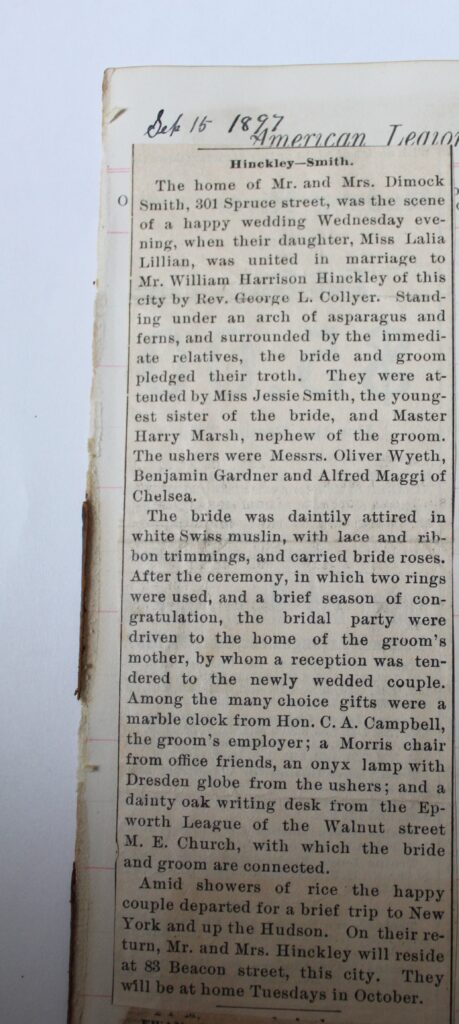 Sep 15 1897
American Legion
Hinckley—Smith.
The home of Mr. and Mrs. Dimock
O
Smith, 301 Spruce street, was the scene
of a happy wedding Wednesday eve-
ning, when their daughter, Miss Lalia
Lillian, was united in marriage to
Mr. William Harrison Hinckley of this
city by Rev. George L. Collyer. Stand-
ing under an arch of asparagus and
ferns, and surrounded by the immedi-
ate relatives, the bride and groom
pledged their troth. They were at-
tended by Miss Jessie Smith, the young-
est sister of the bride, and Master
Harry Marsh, nephew of the groom.
The ushers were Messrs. Oliver Wyeth,
Benjamin Gardner and Alfred Maggi of
Chelsea.
The bride was daintily attired in
white Swiss muslin, with lace and rib-
bon trimmings, and carried bride roses.
After the ceremony, in which two rings
were used, and a brief season of con-
gratulation, the bridal party were
driven to the home of the groom's
mother, by whom a reception was ten-
dered to the newly wedded couple.
Among the many choice gifts were a
marble clock from Hon. C. A. Campbell,
the groom's employer; a Morris chair
from office friends, an onyx lamp with
Dresden globe from the ushers; and a
dainty oak writing desk from the Ep-
worth League of the Walnut street
M. E. Church, with which the bride
and groom are connected.
Amid showers of rice the happy
couple departed for a brief trip to New
York and up the Hudson. On their re-
turn, Mr. and Mrs. Hinckley will reside
at 83 Beacon street, this city. They
will be at home Tuesdays in October.